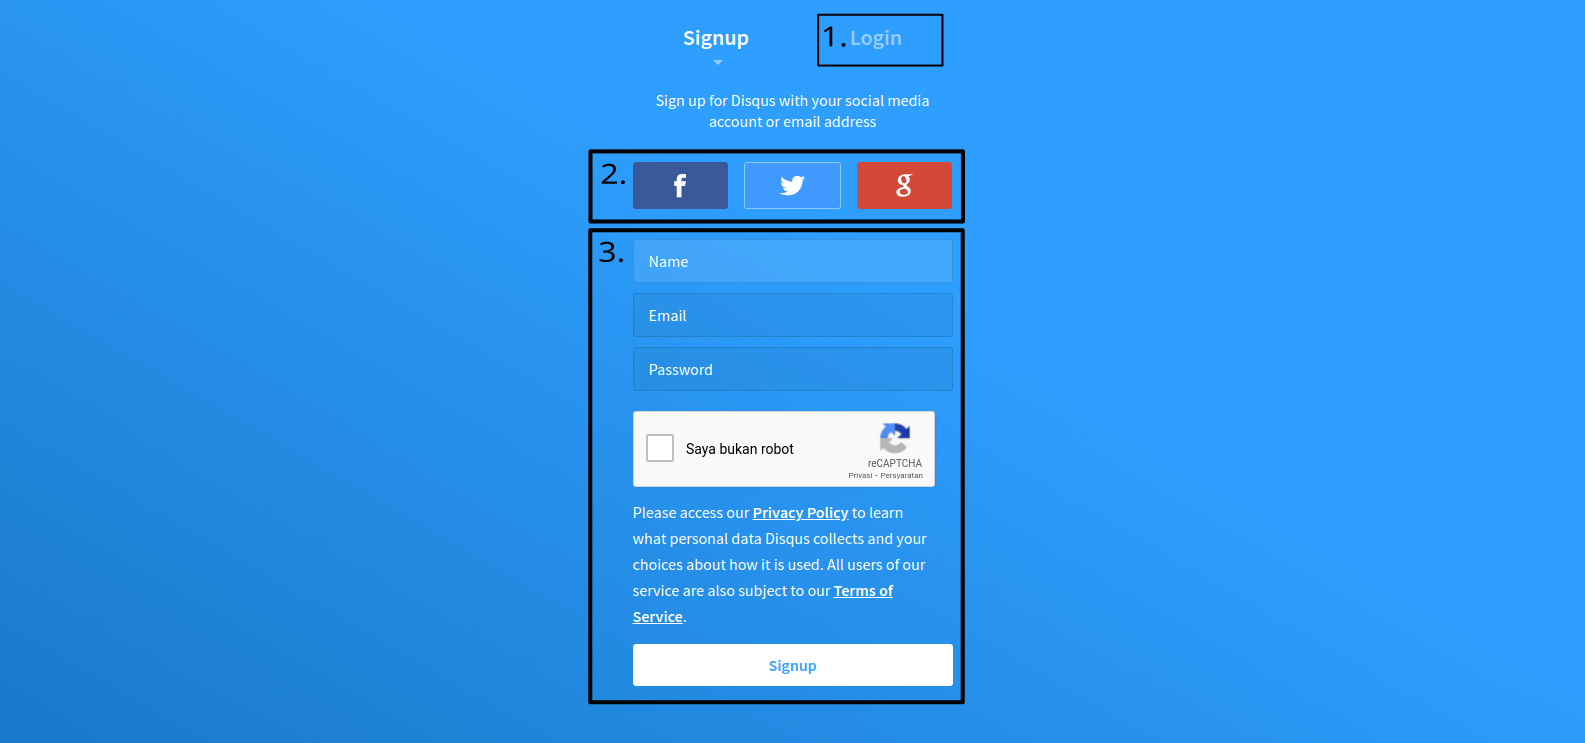 Signup
1. Login
Sign up for Disqus with your social media
account or email address
2.
3.
Name
Email
Password
Saya bukan robot
reCAPTCHA
Privasi - Persyaratan
Please access our Privacy Policy to learn
what personal data Disqus collects and your
choices about how it is used. All users of our
service are also subject to our Terms of
Service.
Signup